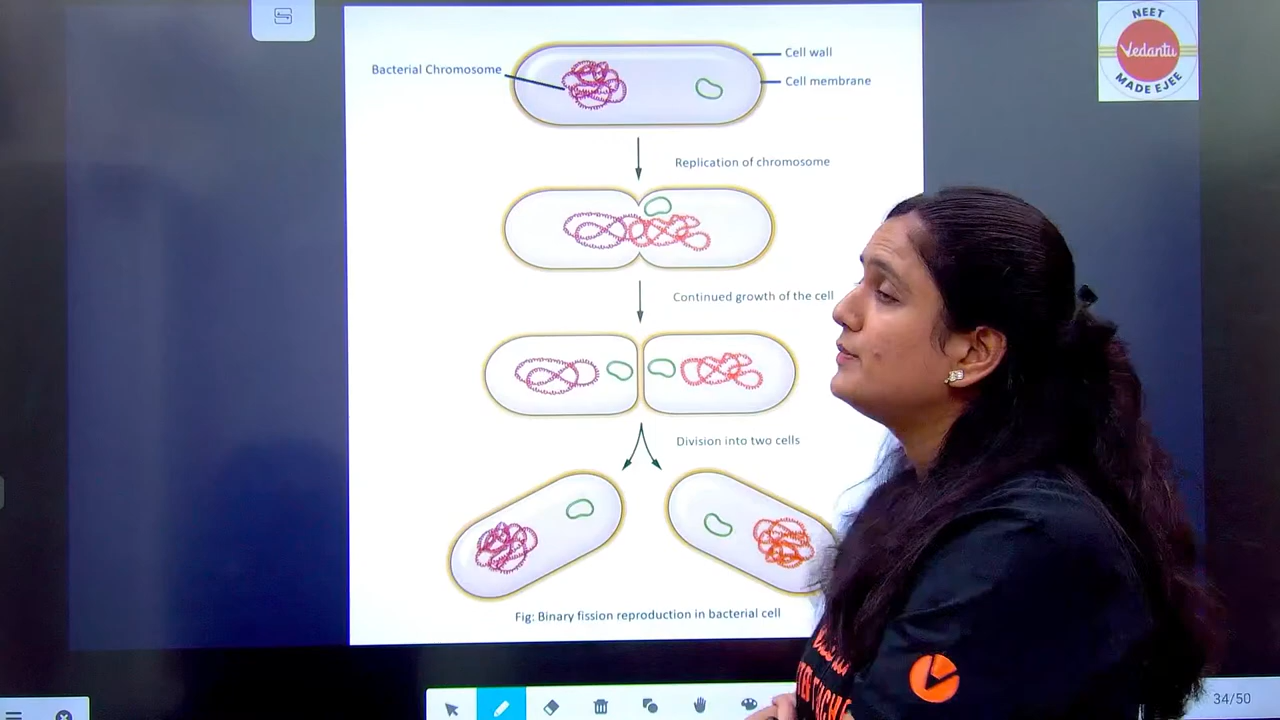 Bacterial Chromosome
Cell wall
Cell membrane
Replication of chromosome
Continued growth of the cell
Division into two cells
Fig: Binary fission reproduction in bacterial cell
NEET
Vedantu
MADE EJEE
34/50